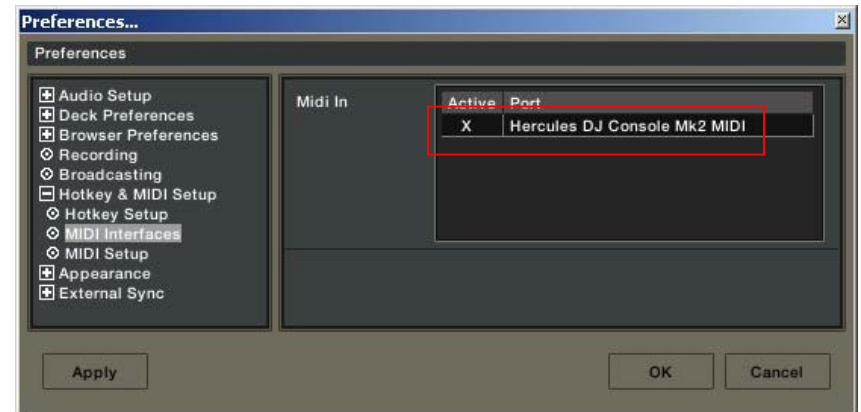 Preferences...
Preferences
Audio Setup
Deck Preferences
Browser Preferences
Recording
Broadcasting
Hotkey & MIDI Setup
Hotkey Setup
MIDI Interfaces
MIDI Setup
Appearance
External Sync
Midi In
Active Port
X Hercules DJ Console Mk2 MIDI
Apply
OK
Cancel